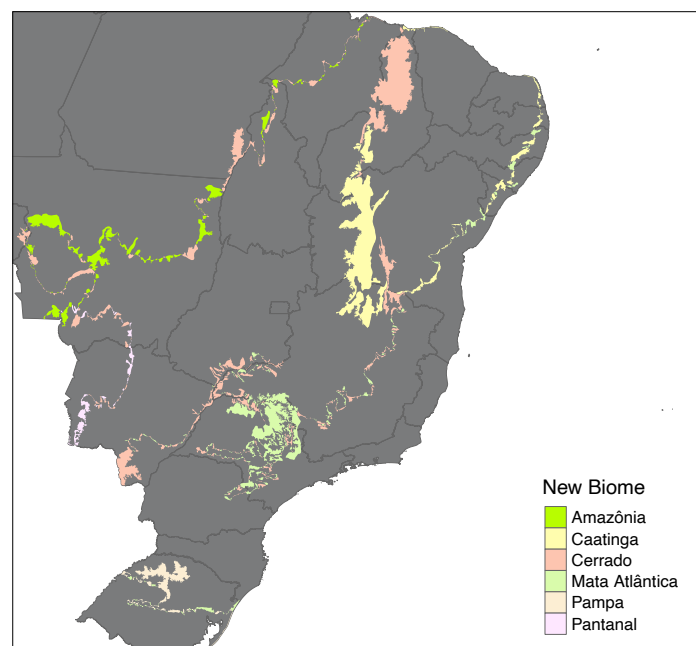 New Biome
Amazônia
Caatinga
Cerrado
Mata Atlântica
Pampa
Pantanal